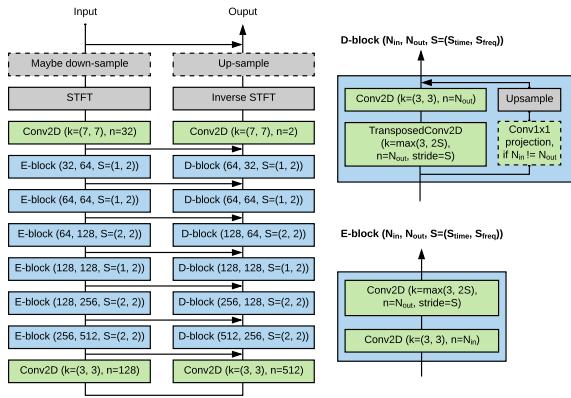 Input
Ouput
Maybe down-sample
Up-sample
STFT
Inverse STFT
Conv2D (k=(7, 7), n=32)
Conv2D (k=(7, 7), n=2)
E-block (32, 64, S=(1, 2))
D-block (64, 32, S=(1, 2))
E-block (64, 64, S=(1, 2))
D-block (64, 64, S=(1, 2))
E-block (64, 128, S=(2, 2))
D-block (128, 64, S=(2, 2))
E-block (128, 128, S=(1, 2))
D-block (128, 128, S=(1, 2))
E-block (128, 256, S=(2, 2))
D-block (256, 128, S=(2, 2))
E-block (256, 512, S=(2, 2))
D-block (512, 256, S=(2, 2))
Conv2D (k=(3, 3), n=128)
Conv2D (k=(3, 3), n=512)
D-block (Nin, Nout, S=(Stime, Sfreq))
Conv2D (k=(3, 3), n=Nout)
Upsample
TransposedConv2D
(k=max(3, 2S),
n=Nout, stride=S)
Conv1x1
projection,
if Nin != Nout
E-block (Nin, Nout, S=(Stime, Sfreq))
Conv2D (k=max(3, 2S),
n=Nout, stride=S)
Conv2D (k=(3, 3), n=Nin)